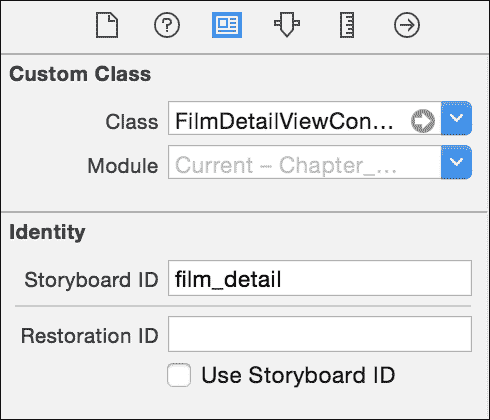 Custom Class
Class FilmDetailViewCon...
Module Current – Chapter_...
Identity
Storyboard ID film_detail
Restoration ID
Use Storyboard ID